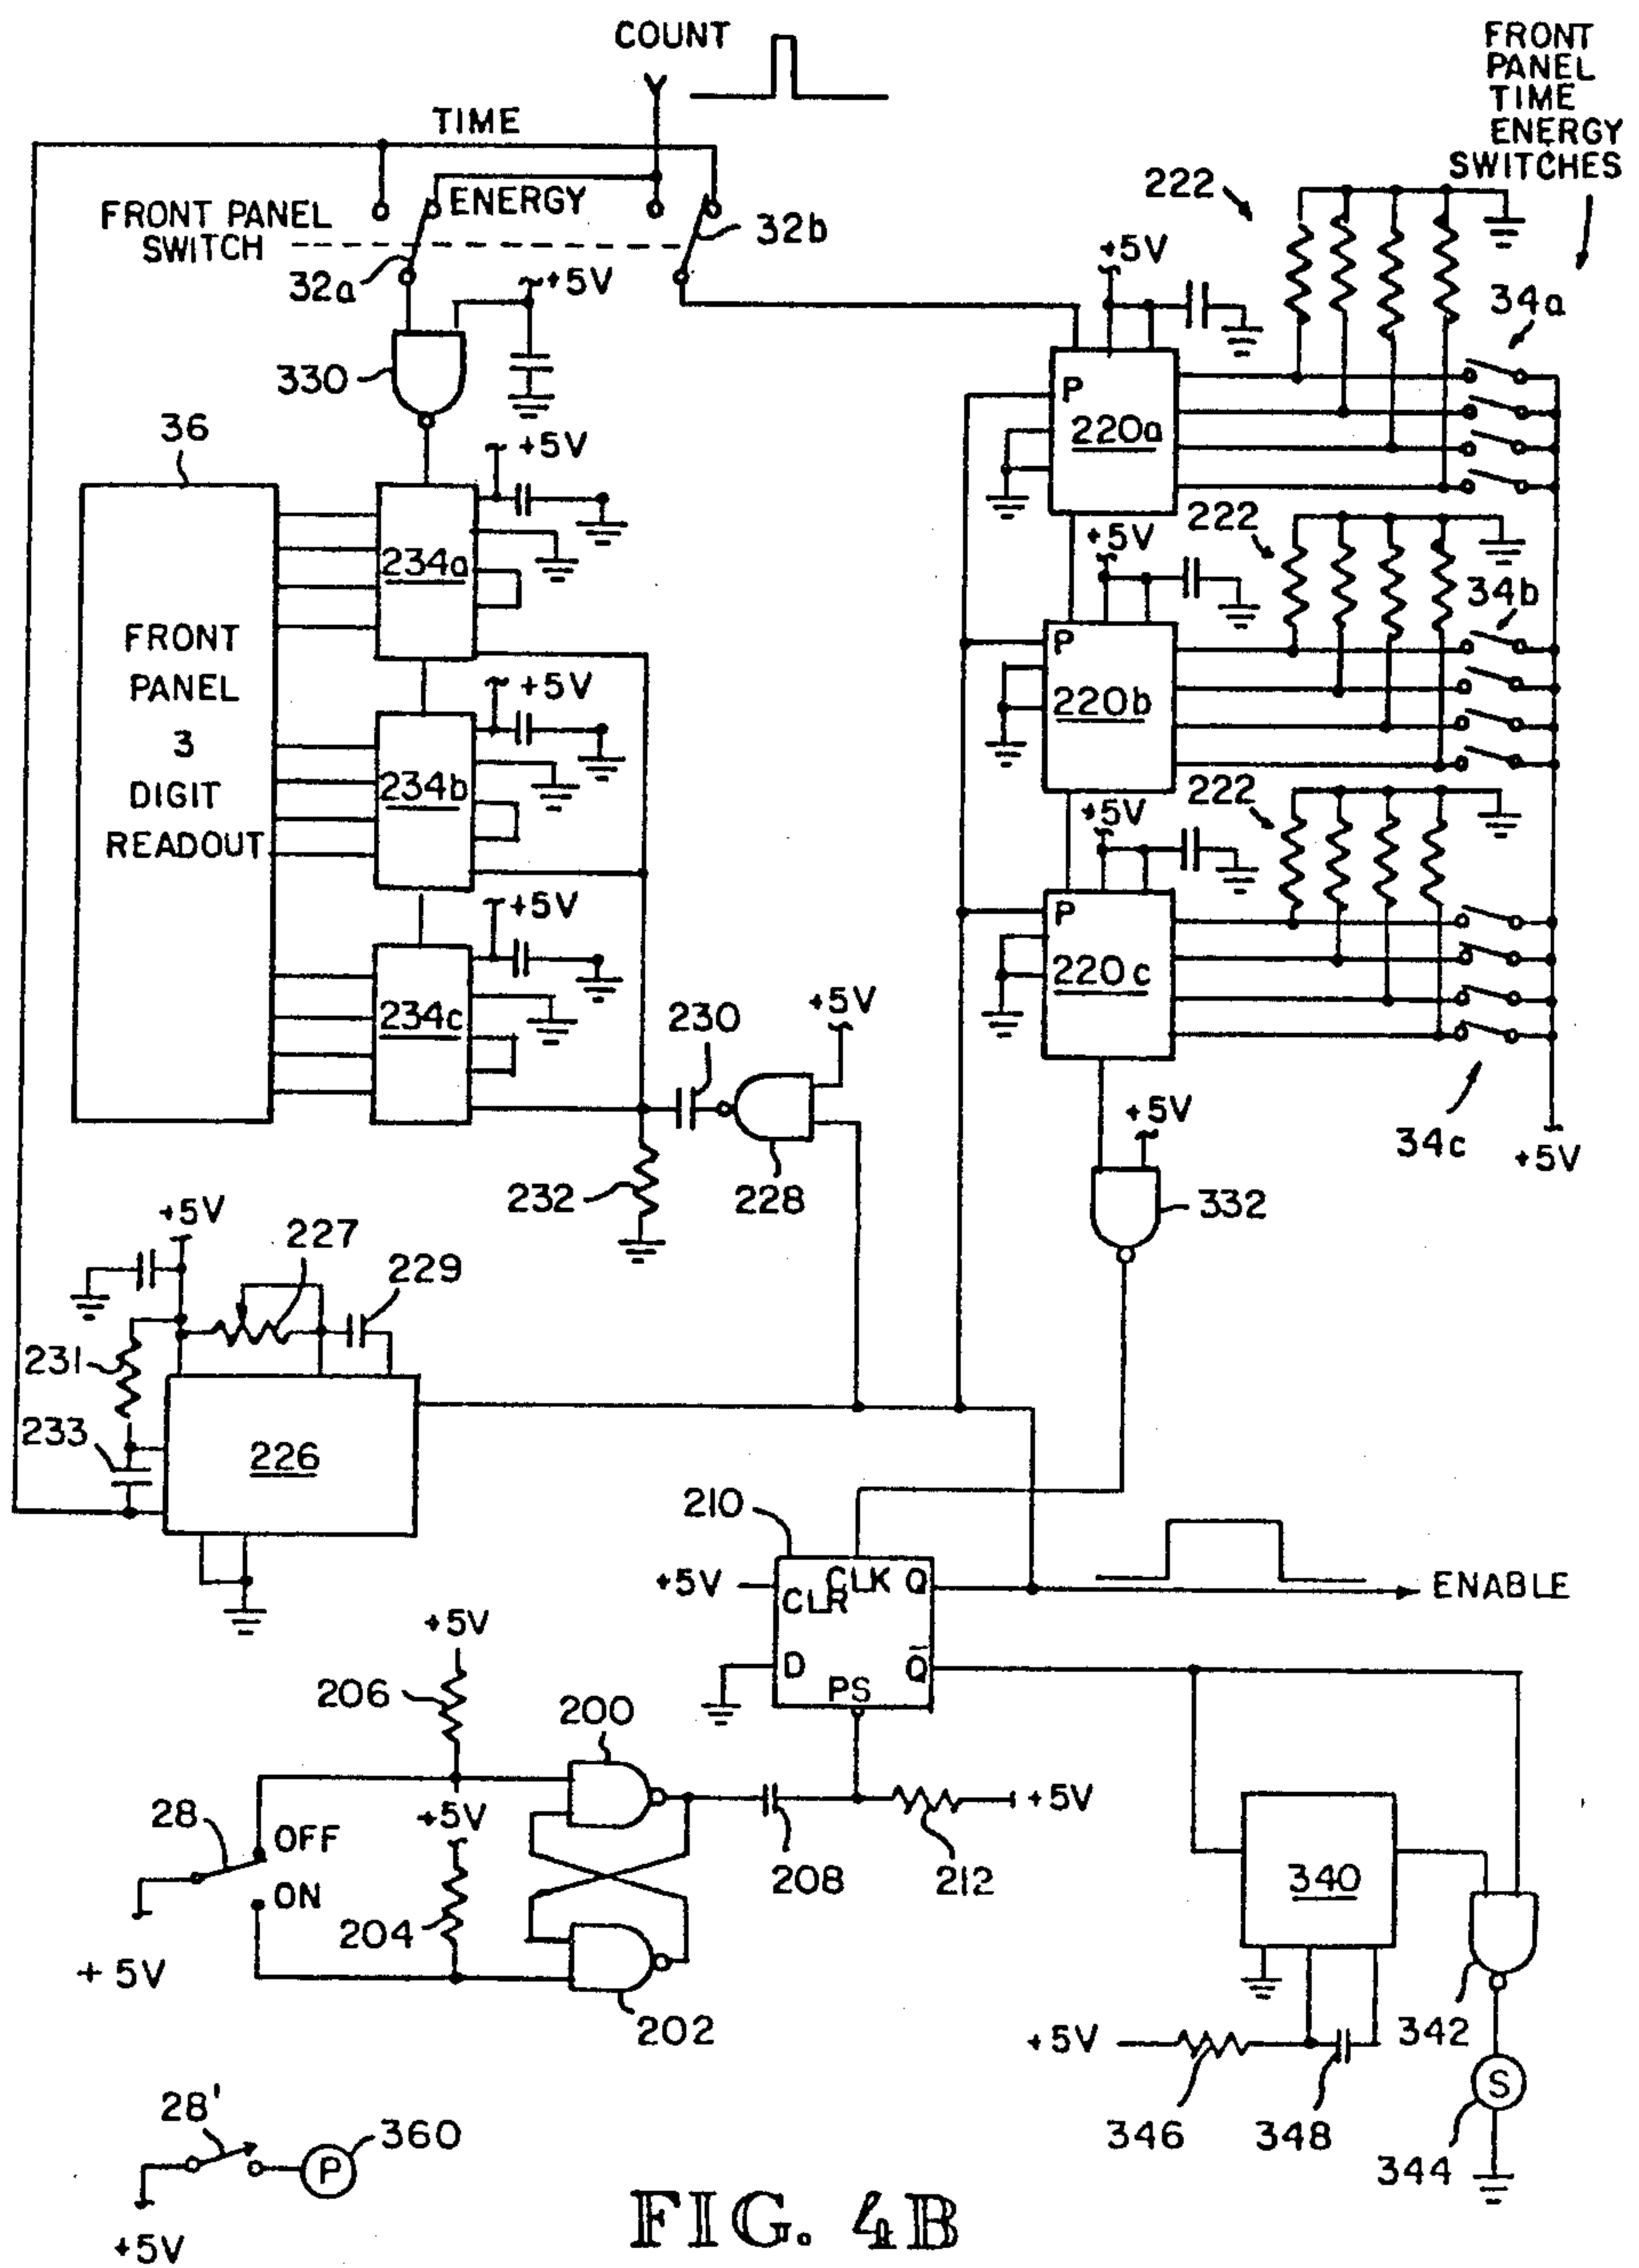 COUNT
FRONT
PANEL
TIME
ENERGY
SWITCHES
TIME
ENERGY
FRONT PANEL
SWITCH
32a
32b
222
+5V
+5V
34a
330
P
220a
36
+5V
234a
222
+5V
34b
FRONT
PANEL
3
DIGIT
READOUT
+5V
P
220b
234b
222
+5V
+5V
P
220c
234c
230
+5V
+5V
34c
+5V
232
228
332
+5V
227
229
231
233
226
210
+5V
CLK
Q
CLR
ENABLE
D
Q̅
PS
+5V
206
200
28
OFF
+5V
+5V
ON
208
212
340
204
+5V
202
+5V
342
346
348
S
344
28'
360
P
+5V
FIG. 4B